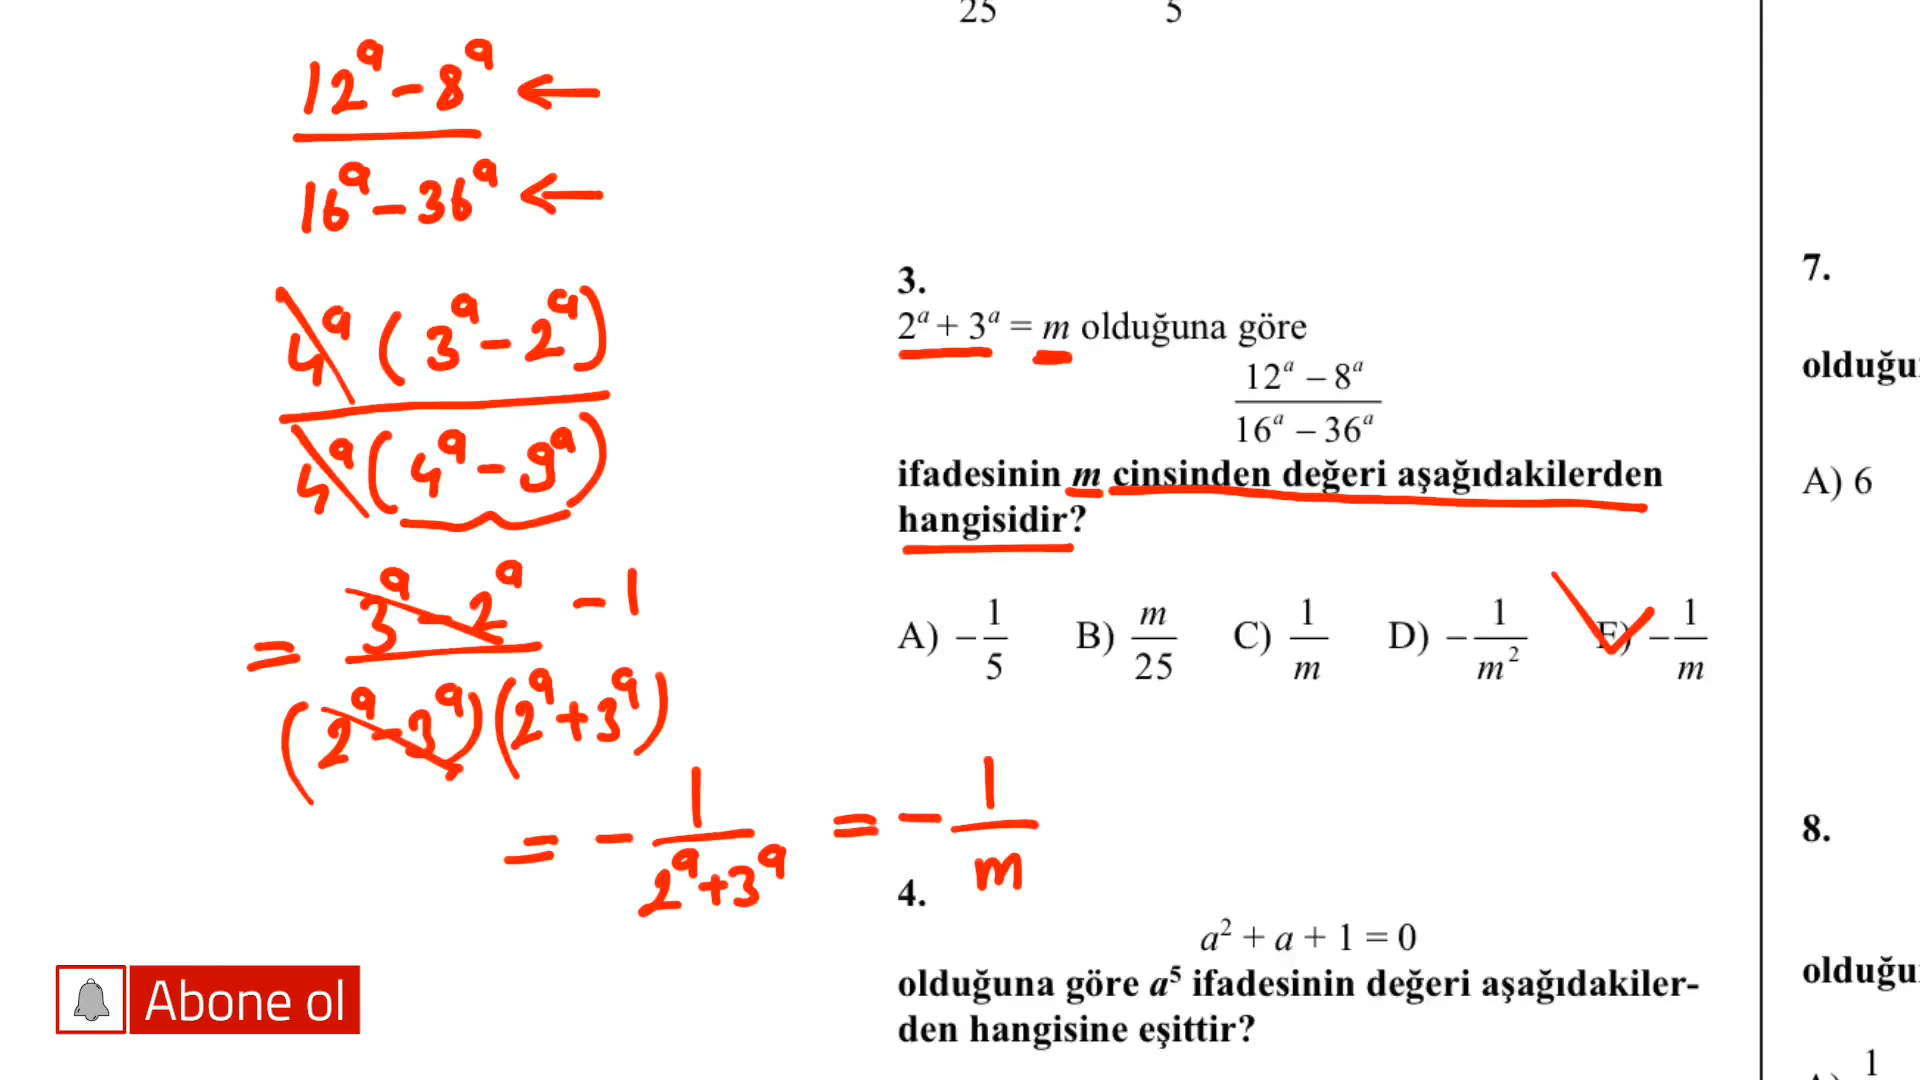 25 5
12^a - 8^a ←
16^a - 36^a ←
4^a (3^a - 2^a)
4^a (4^a - 9^a)
= 3^a - 2^a - 1
(2^a - 3^a)(2^a + 3^a)
= - 1 / (2^a + 3^a) = - 1 / m
Abone ol
3.
2^a + 3^a = m olduğuna göre
12^a – 8^a
16^a – 36^a
ifadesinin m cinsinden değeri aşağıdakilerden
hangisidir?
A) – 1/5 B) m/25 C) 1/m D) – 1/m² E) – 1/m
4.
a² + a + 1 = 0
olduğuna göre a⁵ ifadesinin değeri aşağıdakiler-
den hangisine eşittir?
7.
olduğu
A) 6
8.
olduğu
1